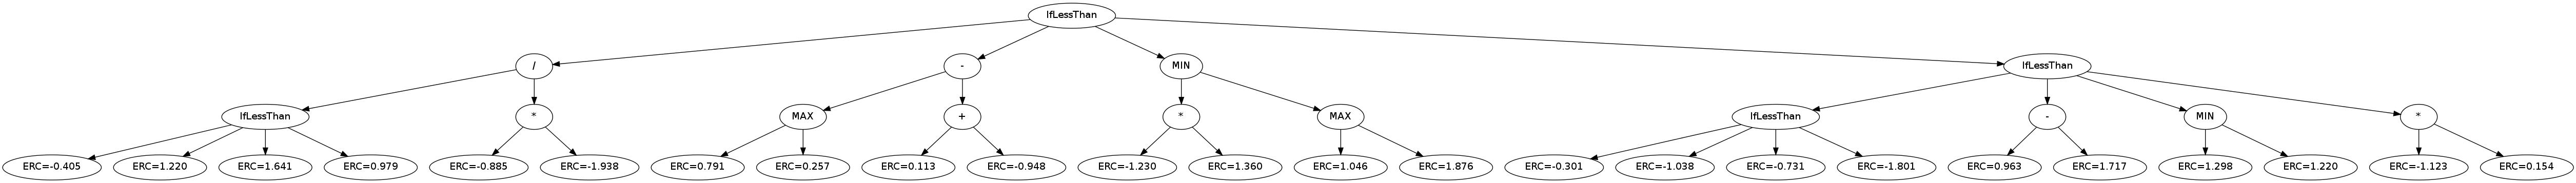 IfLessThan
/ - MIN IfLessThan
IfLessThan * MAX + * MAX IfLessThan - MIN *
ERC=-0.405 ERC=1.220 ERC=1.641 ERC=0.979 ERC=-0.885 ERC=-1.938 ERC=0.791 ERC=0.257 ERC=0.113 ERC=-0.948 ERC=-1.230 ERC=1.360 ERC=1.046 ERC=1.876 ERC=-0.301 ERC=-1.038 ERC=-0.731 ERC=-1.801 ERC=0.963 ERC=1.717 ERC=1.298 ERC=1.220 ERC=-1.123 ERC=0.154